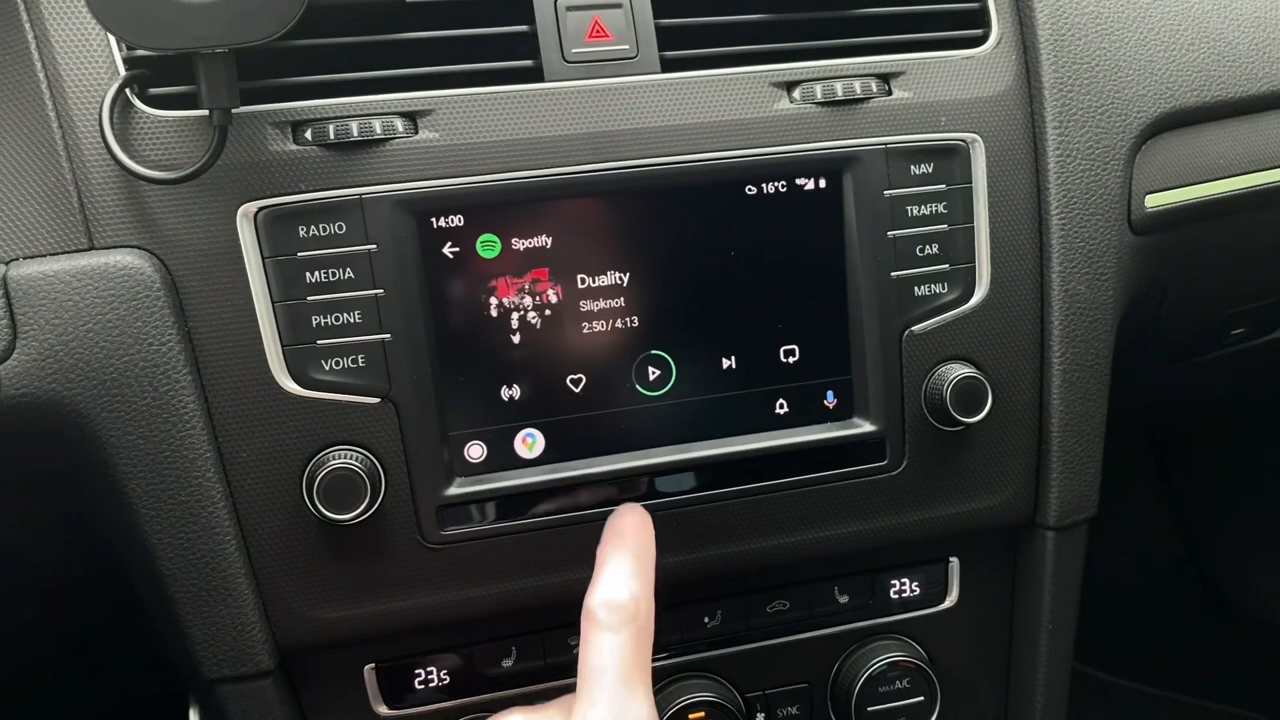 RADIO
MEDIA
PHONE
VOICE
14:00
16°C
4G
Spotify
Duality
Slipknot
2:50 / 4:13
NAV
TRAFFIC
CAR
MENU
23.5
23.5
MAX A/C
SYNC